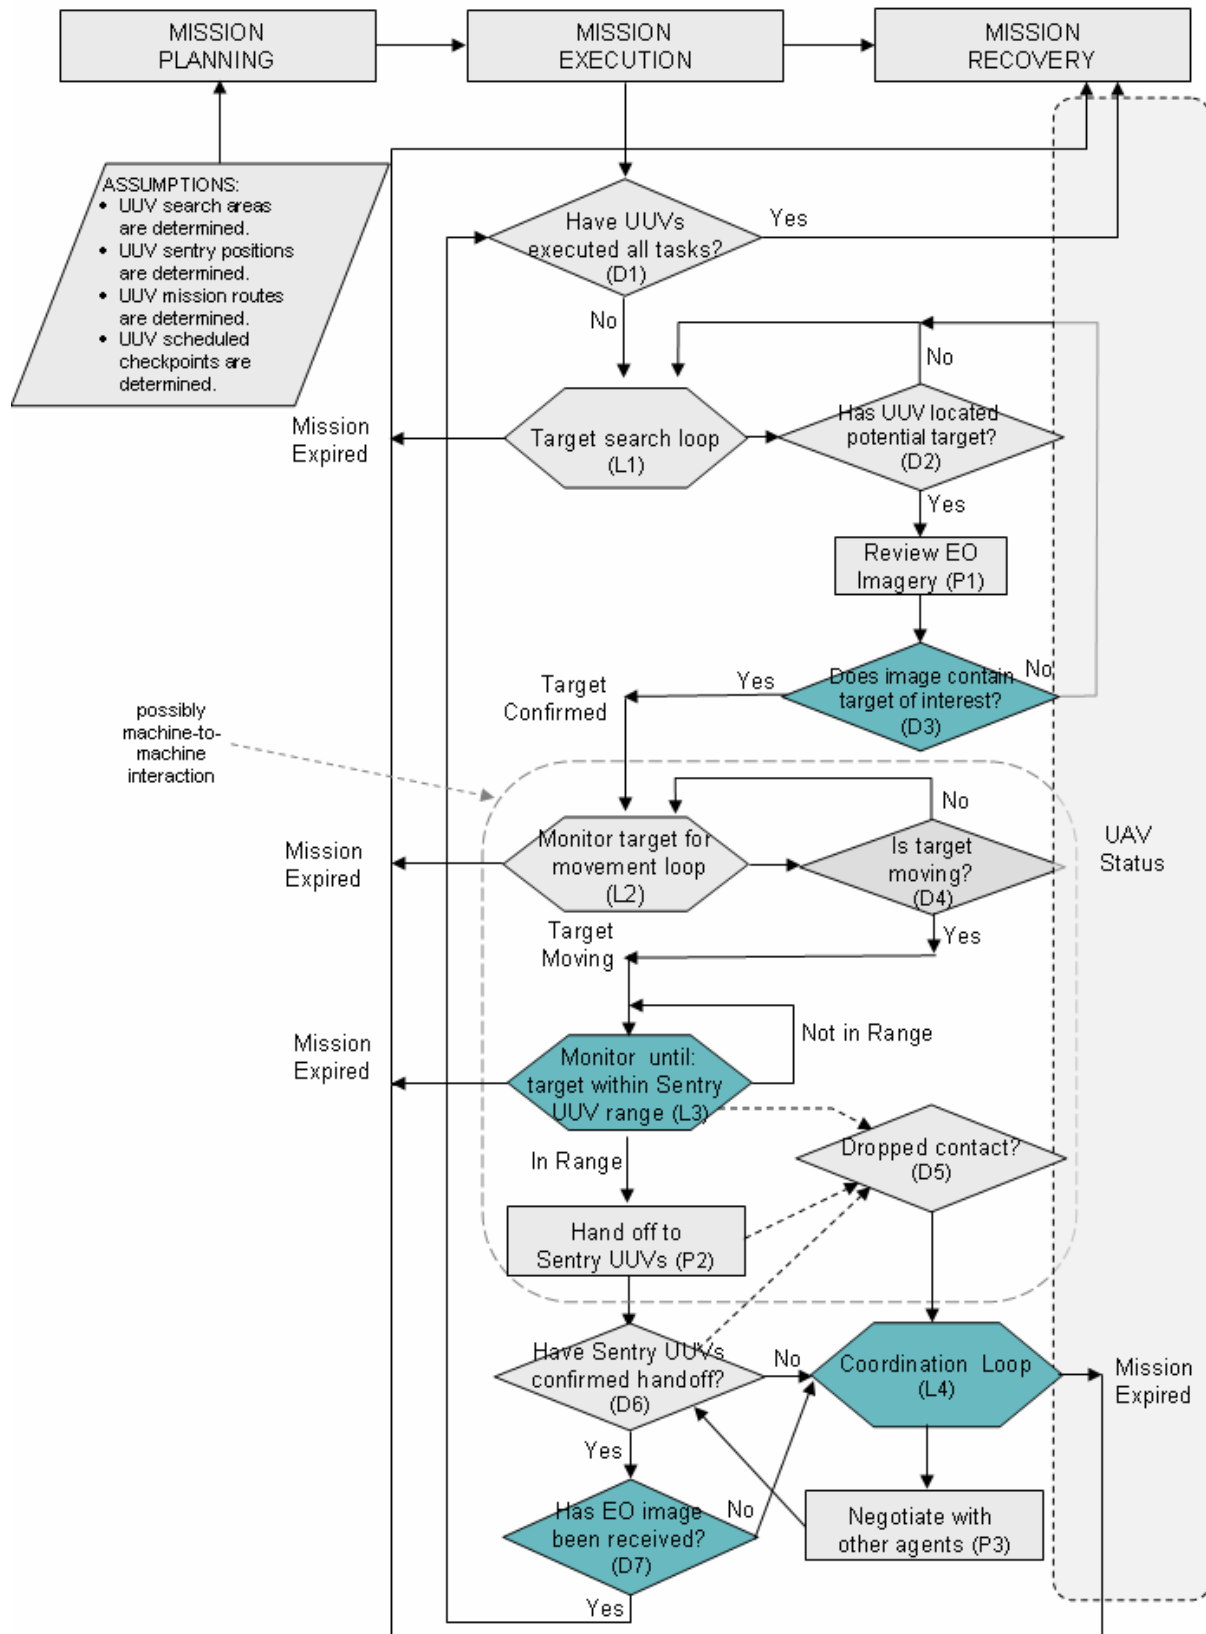 MISSION
PLANNING
MISSION
EXECUTION
MISSION
RECOVERY
ASSUMPTIONS:
• UUV search areas
are determined.
• UUV sentry positions
are determined.
• UUV mission routes
are determined.
• UUV scheduled
checkpoints are
determined.
Have UUVs
executed all tasks?
(D1)
Yes
No
No
Mission
Expired
Target search loop
(L1)
Has UUV located
potential target?
(D2)
Yes
Review EO
Imagery (P1)
Does image contain
target of interest?
(D3)
No
Yes
Target
Confirmed
possibly
machine-to-
machine
interaction
No
Mission
Expired
Monitor target for
movement loop
(L2)
Is target
moving?
(D4)
UAV
Status
Yes
Target
Moving
Not in Range
Mission
Expired
Monitor until:
target within Sentry
UUV range (L3)
In Range
Dropped contact?
(D5)
Hand off to
Sentry UUVs (P2)
Have Sentry UUVs
confirmed handoff?
(D6)
No
Coordination Loop
(L4)
Mission
Expired
Yes
Has EO image
been received?
(D7)
No
Negotiate with
other agents (P3)
Yes